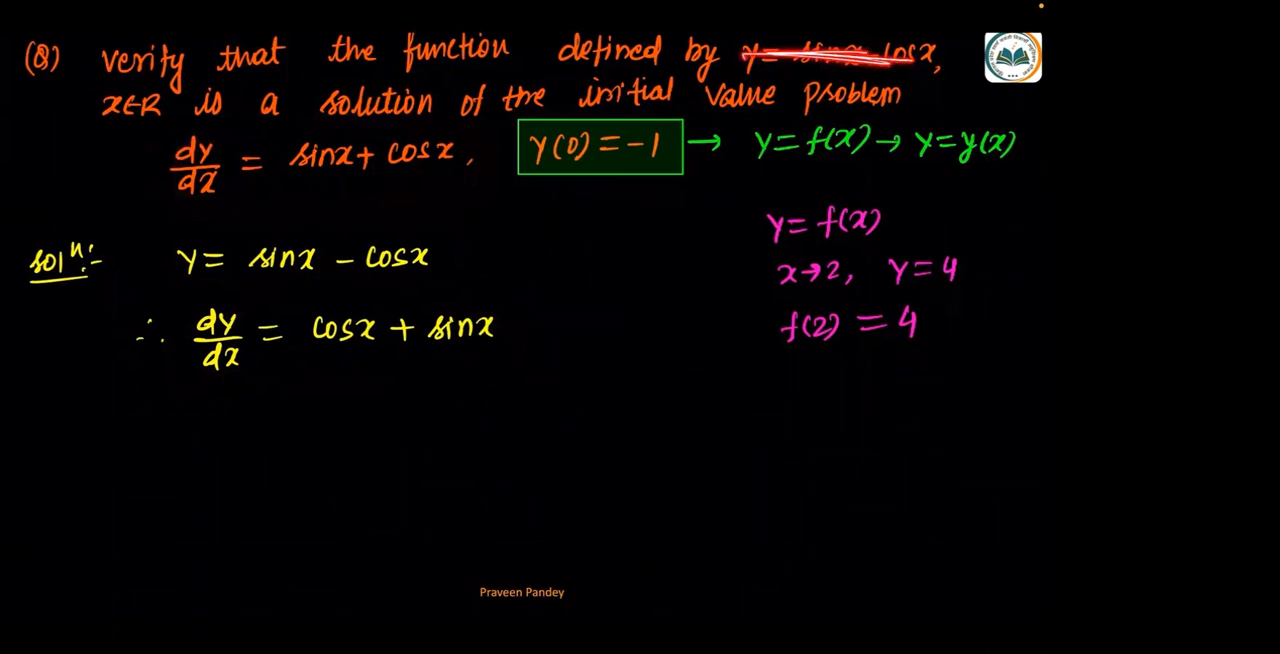 (Q) verify that the function defined by y = sinx - cosx,
x∈R is a solution of the initial value problem
dy/dx = sinx + cosx, y(0) = -1 → y = f(x) → y = y(x)
y = f(x)
solⁿ:- y = sinx - cosx
x→2, y = 4
∴ dy/dx = cosx + sinx
f(2) = 4
Praveen Pandey